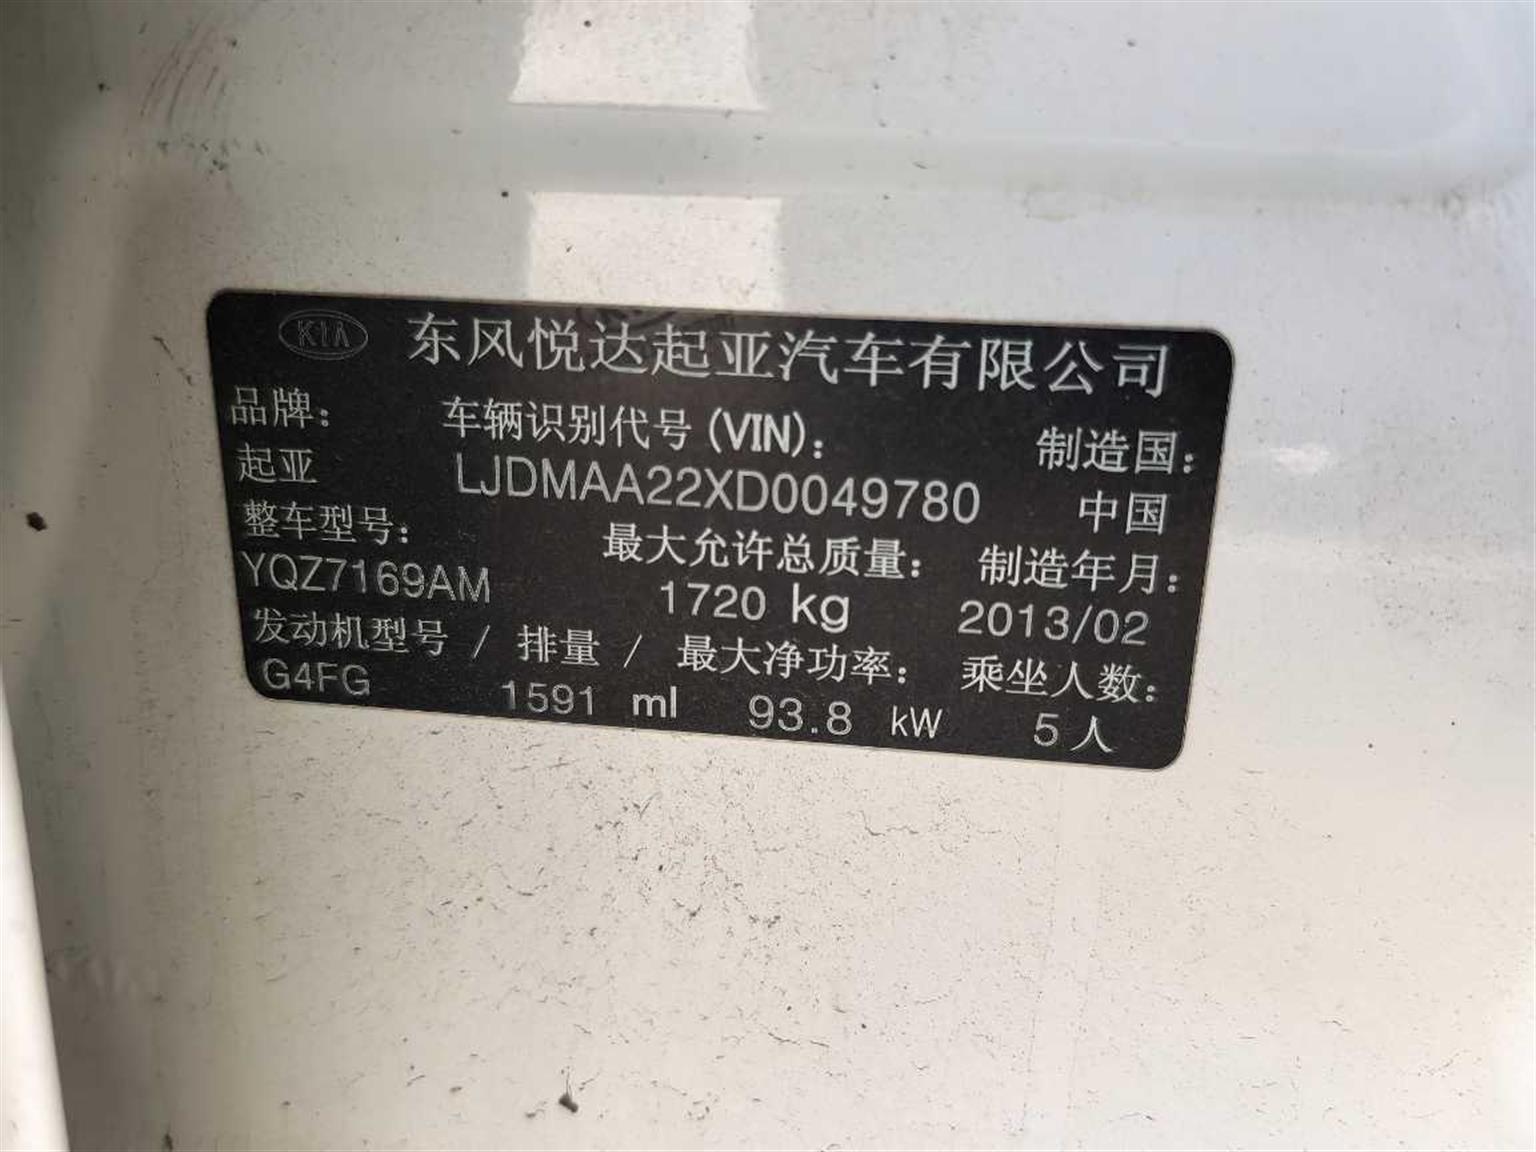 KIA 东风悦达起亚汽车有限公司
品牌: 车辆识别代号(VIN): 制造国:
起亚 LJDMAA22XD0049780 中国
整车型号: 最大允许总质量: 制造年月:
YQZ7169AM 1720 kg 2013/02
发动机型号 / 排量 / 最大净功率: 乘坐人数:
G4FG 1591 ml 93.8 kW 5人